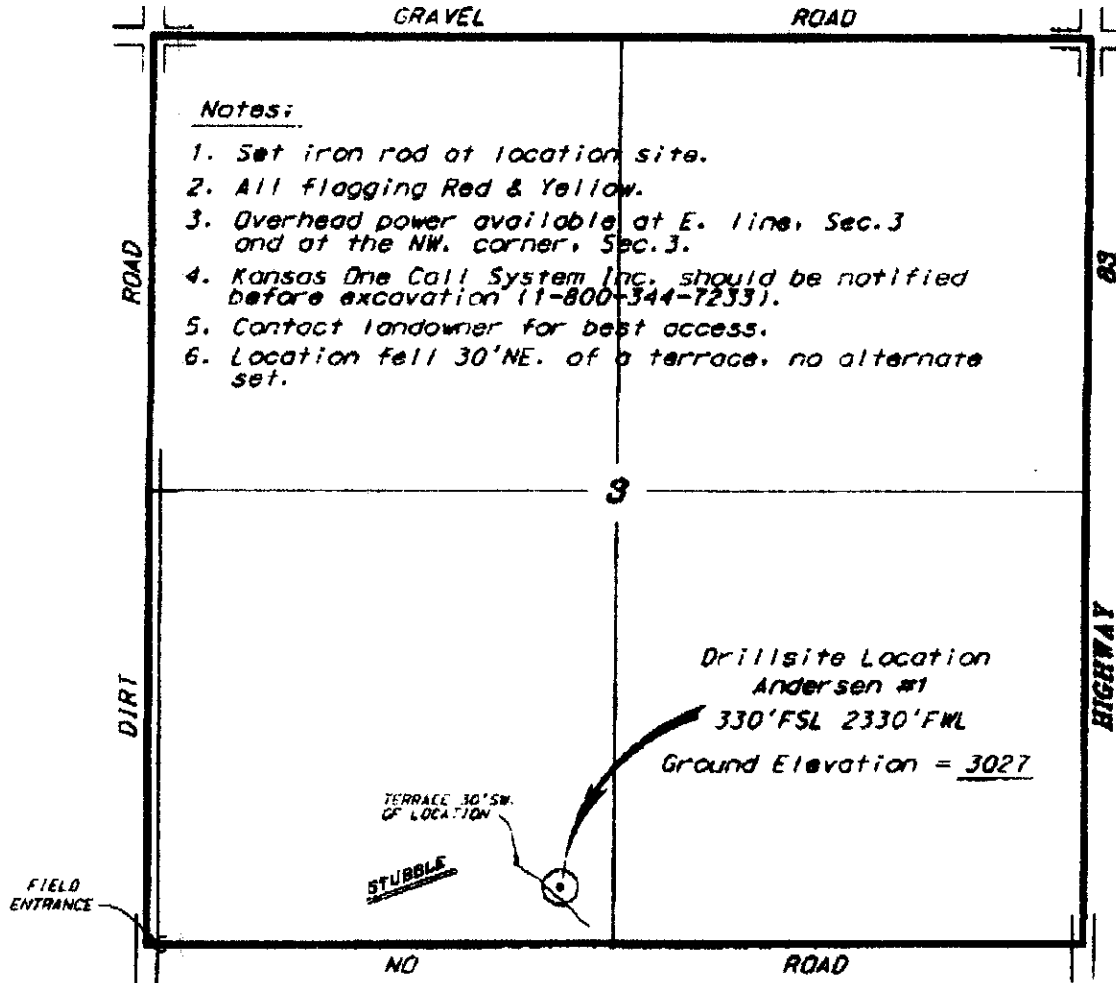 GRAVEL ROAD
Notes:
1. Set iron rod at location site.
2. All flagging Red & Yellow.
3. Overhead power available at E. line, Sec.3
and at the NW. corner, Sec.3.
4. Kansas One Call System Inc. should be notified
before excavation (1-800-344-7233).
5. Contact landowner for best access.
6. Location fell 30'NE. of a terrace, no alternate
set.
ROAD
83
3
DIRT
HIGHWAY
Drillsite Location
Andersen #1
330'FSL 2330'FWL
Ground Elevation = 3027
TERRACE 30'SW.
OF LOCATION
STUBBLE
FIELD
ENTRANCE
NO ROAD